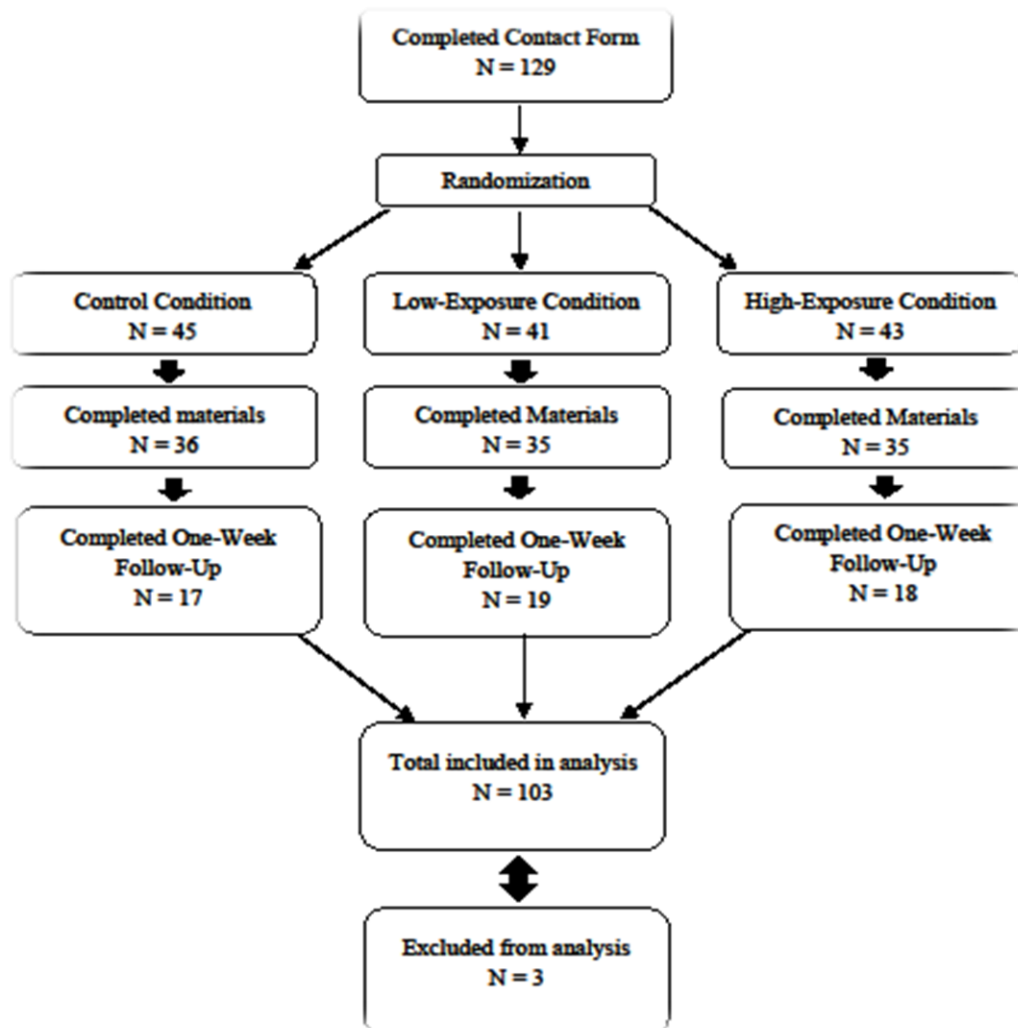 Completed Contact Form
N = 129
Randomization
Control Condition
N = 45
Low-Exposure Condition
N = 41
High-Exposure Condition
N = 43
Completed materials
N = 36
Completed Materials
N = 35
Completed Materials
N = 35
Completed One-Week
Follow-Up
N = 17
Completed One-Week
Follow-Up
N = 19
Completed One-Week
Follow-Up
N = 18
Total included in analysis
N = 103
Excluded from analysis
N = 3